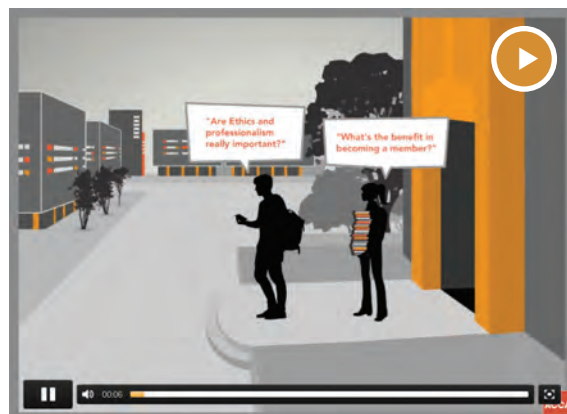 "Are Ethics and
professionalism
really important?"
"What's the benefit in
becoming a member?"
00:06